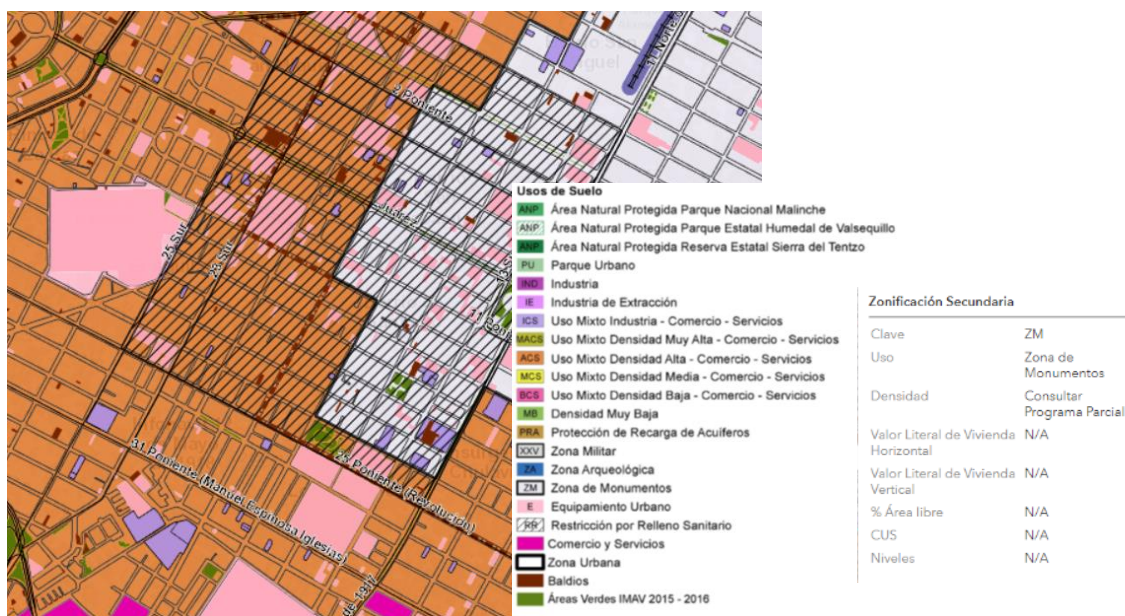 11 Norte
2 Poniente
Juárez
25 Sur
23 Sur
31 Poniente (Manuel Espinosa Iglesias)
25 Poniente (Revolución)
Usos de Suelo
ANP Área Natural Protegida Parque Nacional Malinche
ANP Área Natural Protegida Parque Estatal Humedal de Valsequillo
ANP Área Natural Protegida Reserva Estatal Sierra del Tentzo
PU Parque Urbano
IND Industria
IE Industria de Extracción
ICS Uso Mixto Industria - Comercio - Servicios
MACS Uso Mixto Densidad Muy Alta - Comercio - Servicios
ACS Uso Mixto Densidad Alta - Comercio - Servicios
MCS Uso Mixto Densidad Media - Comercio - Servicios
BCS Uso Mixto Densidad Baja - Comercio - Servicios
MB Densidad Muy Baja
PRA Protección de Recarga de Acuíferos
XXV Zona Militar
ZA Zona Arqueológica
ZM Zona de Monumentos
E Equipamiento Urbano
RR Restricción por Relleno Sanitario
Comercio y Servicios
Zona Urbana
Baldios
Áreas Verdes IMAV 2015 - 2016
Zonificación Secundaria
Clave ZM
Uso Zona de
Monumentos
Densidad Consultar
Programa Parcial
Valor Literal de Vivienda N/A
Horizontal
Valor Literal de Vivienda N/A
Vertical
% Área libre N/A
CUS N/A
Niveles N/A